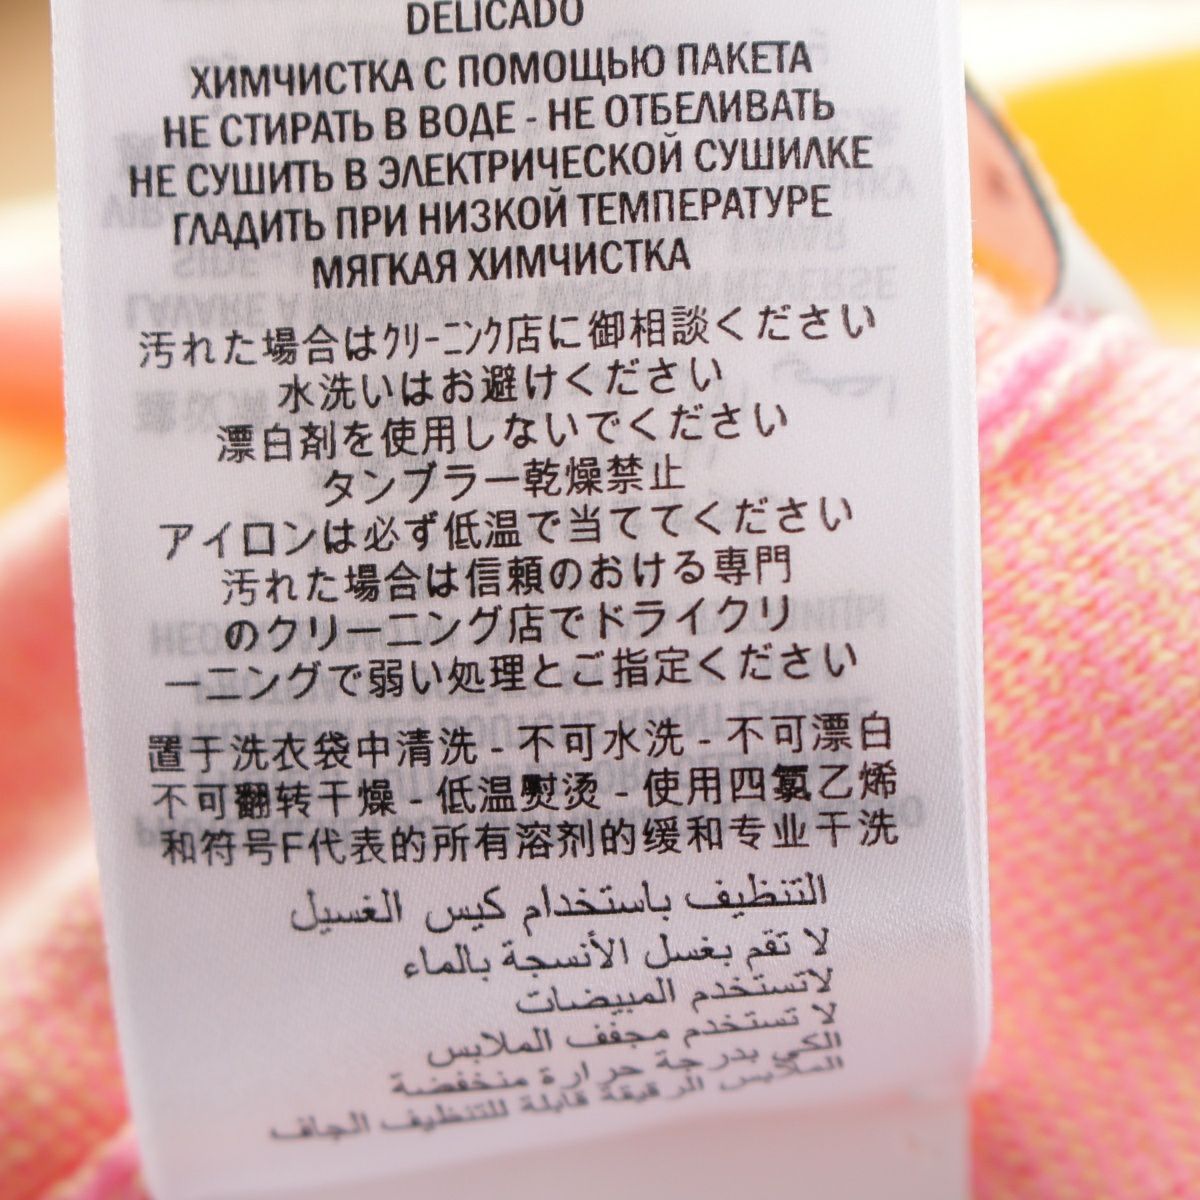 DELICADO
ХИМЧИСТКА С ПОМОЩЬЮ ПАКЕТА
НЕ СТИРАТЬ В ВОДЕ - НЕ ОТБЕЛИВАТЬ
НЕ СУШИТЬ В ЭЛЕКТРИЧЕСКОЙ СУШИЛКЕ
ГЛАДИТЬ ПРИ НИЗКОЙ ТЕМПЕРАТУРЕ
МЯГКАЯ ХИМЧИСТКА
汚れた場合はｸﾘｰﾆﾝｸ店に御相談ください
水洗いはお避けください
漂白剤を使用しないでください
タンブラー乾燥禁止
アイロンは必ず低温で当ててください
汚れた場合は信頼のおける専門
のクリーニング店でドライクリ
ーニングで弱い処理とご指定ください
置于洗衣袋中清洗 - 不可水洗 - 不可漂白
不可翻转干燥 - 低温熨烫 - 使用四氯乙烯
和符号F代表的所有溶剂的缓和专业干洗
التنظيف باستخدام كيس الغسيل
لا تقم بغسل الأنسجة بالماء
لاتستخدم المبيضات
لا تستخدم مجفف الملابس
الكي بدرجة حرارة منخفضة
الملابس الرقيقة قابلة للتنظيف الجاف